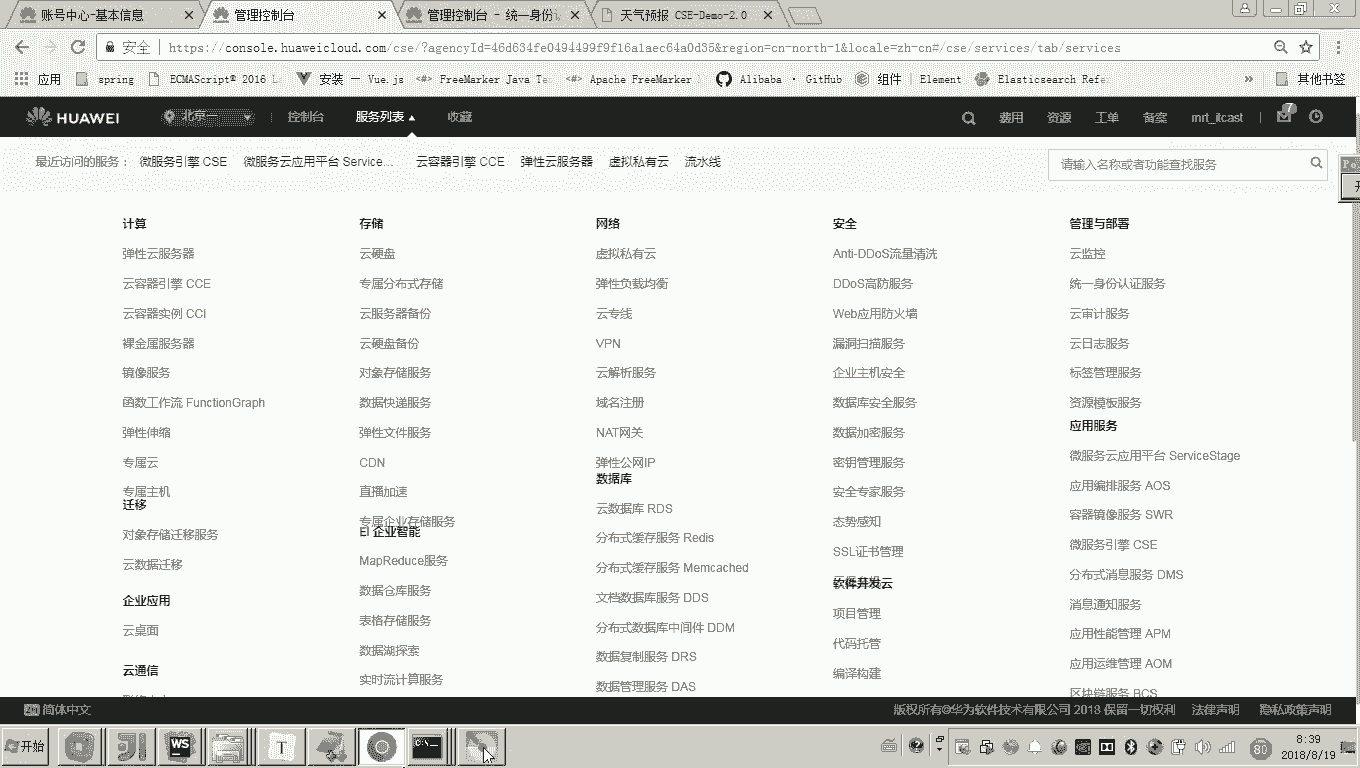 账号中心-基本信息
管理控制台
管理控制台 - 统一身份认
天气预报 CSE-Demo-2.0
安全
https://console.huaweicloud.com/cse/?agencyId=46d634fe0494499f9f16a1aec64a0d35&region=cn-north-1&locale=zh-cn#/cse/services/tab/services
应用 spring ECMAScript® 2016 La 安装 — Vue.js FreeMarker Java Te Apache FreeMarker Alibaba · GitHub 组件 | Element Elasticsearch Refe » 其他书签
HUAWEI 北京一 控制台 服务列表 收藏 费用 资源 工单 备案 mrt_itcast 7
最近访问的服务: 微服务引擎 CSE 微服务云应用平台 Service... 云容器引擎 CCE 弹性云服务器 虚拟私有云 流水线
请输入名称或者功能查找服务
计算
弹性云服务器
云容器引擎 CCE
云容器实例 CCI
裸金属服务器
镜像服务
函数工作流 FunctionGraph
弹性伸缩
专属云
专属主机
迁移
对象存储迁移服务
云数据迁移
企业应用
云桌面
云通信
存储
云硬盘
专属分布式存储
云服务器备份
云硬盘备份
对象存储服务
数据快递服务
弹性文件服务
CDN
直播加速
专属企业存储服务
EI 企业智能
MapReduce服务
数据仓库服务
表格存储服务
数据湖探索
实时流计算服务
网络
虚拟私有云
弹性负载均衡
云专线
VPN
云解析服务
域名注册
NAT网关
弹性公网IP
数据库
云数据库 RDS
分布式缓存服务 Redis
分布式缓存服务 Memcached
文档数据库服务 DDS
分布式数据库中间件 DDM
数据复制服务 DRS
数据管理服务 DAS
安全
Anti-DDoS流量清洗
DDoS高防服务
Web应用防火墙
漏洞扫描服务
企业主机安全
数据库安全服务
数据加密服务
密钥管理服务
安全专家服务
态势感知
SSL证书管理
软件开发云
项目管理
代码托管
编译构建
管理与部署
云监控
统一身份认证服务
云审计服务
云日志服务
标签管理服务
资源模板服务
应用服务
微服务云应用平台 ServiceStage
应用编排服务 AOS
容器镜像服务 SWR
微服务引擎 CSE
分布式消息服务 DMS
消息通知服务
应用性能管理 APM
应用运维管理 AOM
区块链服务 BCS
简体中文
版权所有©华为软件技术有限公司 2018 保留一切权利 法律声明 隐私政策声明
开始
WS
T
80
8:39
2018/8/19